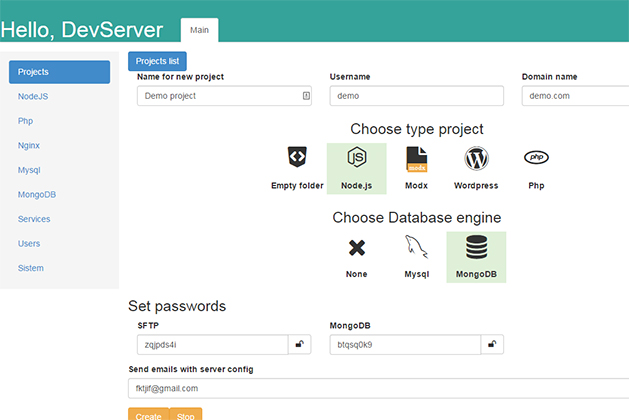 Hello, DevServer
Main
Projects
NodeJS
Php
Nginx
Mysql
MongoDB
Services
Users
Sistem
Projects list
Name for new project
Username
Domain name
Demo project
demo
demo.com
Choose type project
JS
modx
php
Empty folder
Node.js
Modx
Wordpress
Php
Choose Database engine
None
Mysql
MongoDB
Set passwords
SFTP
MongoDB
zqjpds4i
btqsq0k9
Send emails with server config
fktjif@gmail.com
Create
Stop